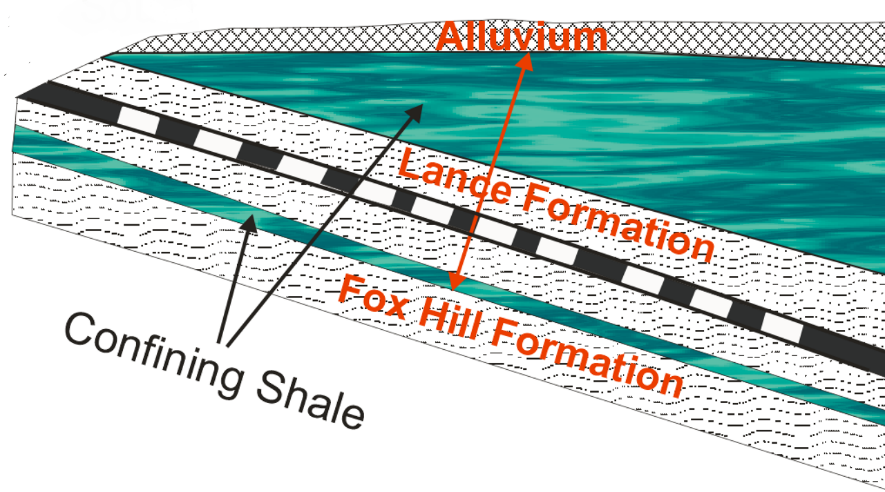 Alluvium
Lance Formation
Fox Hill Formation
Confining Shale